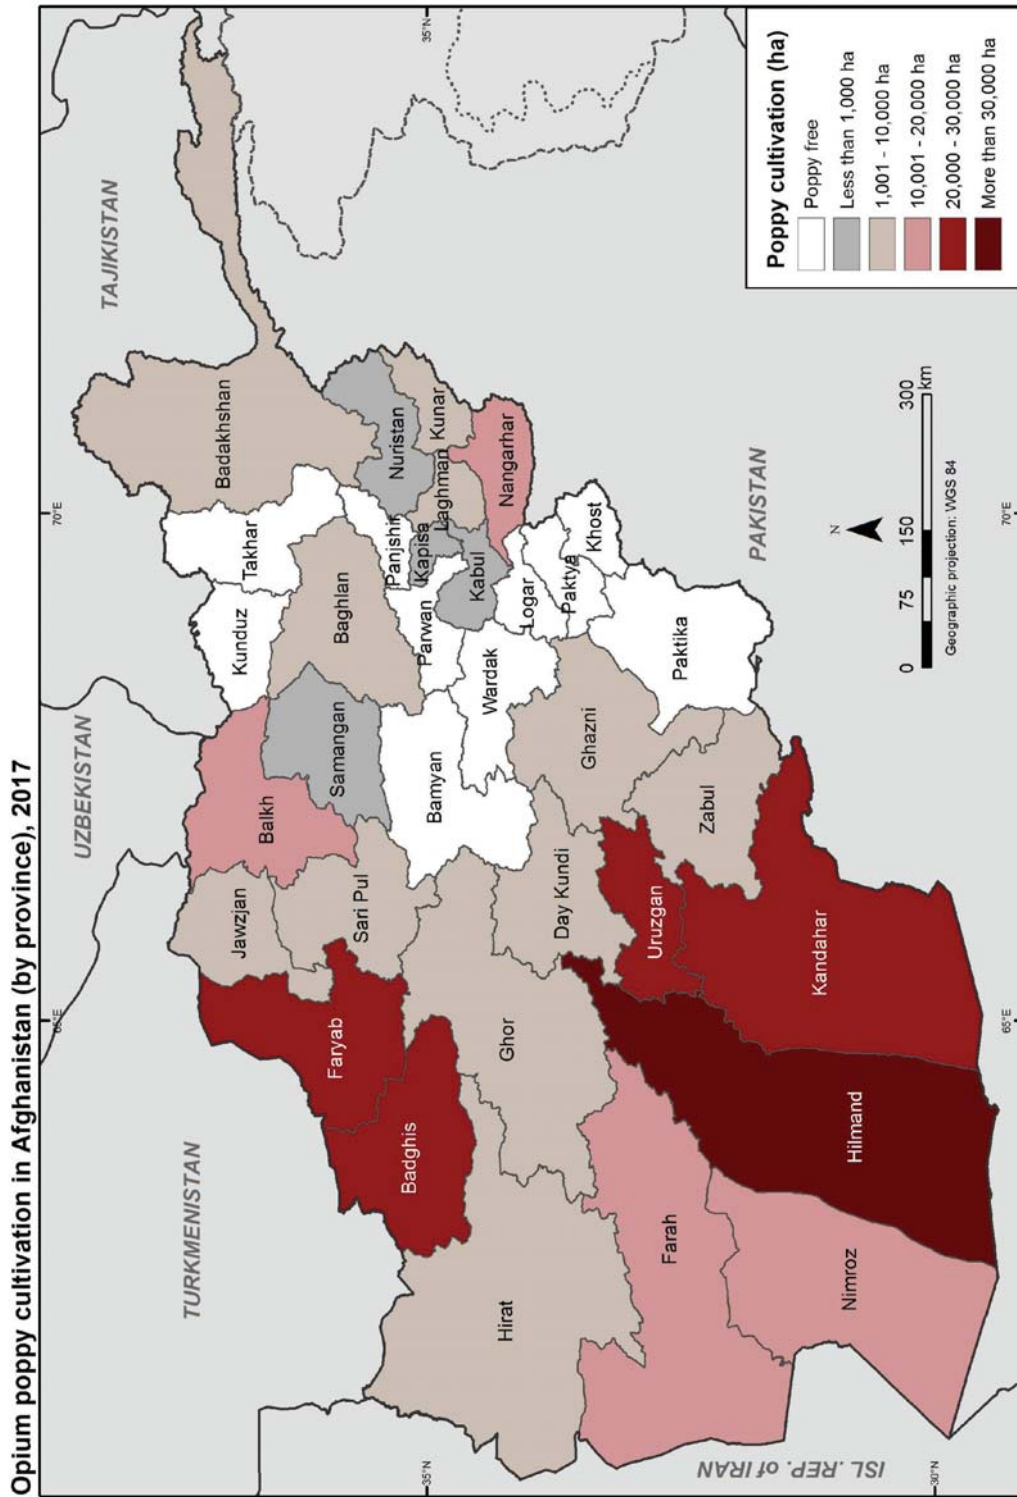 Opium poppy cultivation in Afghanistan (by province), 2017
65°E
70°E
UZBEKISTAN
TAJIKISTAN
TURKMENISTAN
Badakhshan
Takhar
Kunduz
Balkh
Jawzjan
Baghlan
Samangan
Faryab
Sari Pul
Nuristan
Panjshir
Kapisa
Kunar
Laghman
Parwan
Bamyan
Badghis
35°N
35°N
Kabul
Nangarhar
Wardak
Logar
Hirat
Ghor
Day Kundi
Ghazni
Paktya
Khost
Uruzgan
Paktika
Farah
Zabul
Kandahar
Hilmand
Nimroz
PAKISTAN
ISL. REP. of IRAN
30°N
N
0 75 150 300
km
Geographic projection: WGS 84
65°E
70°E
Poppy cultivation (ha)
Poppy free
Less than 1,000 ha
1,001 - 10,000 ha
10,001 - 20,000 ha
20,000 - 30,000 ha
More than 30,000 ha